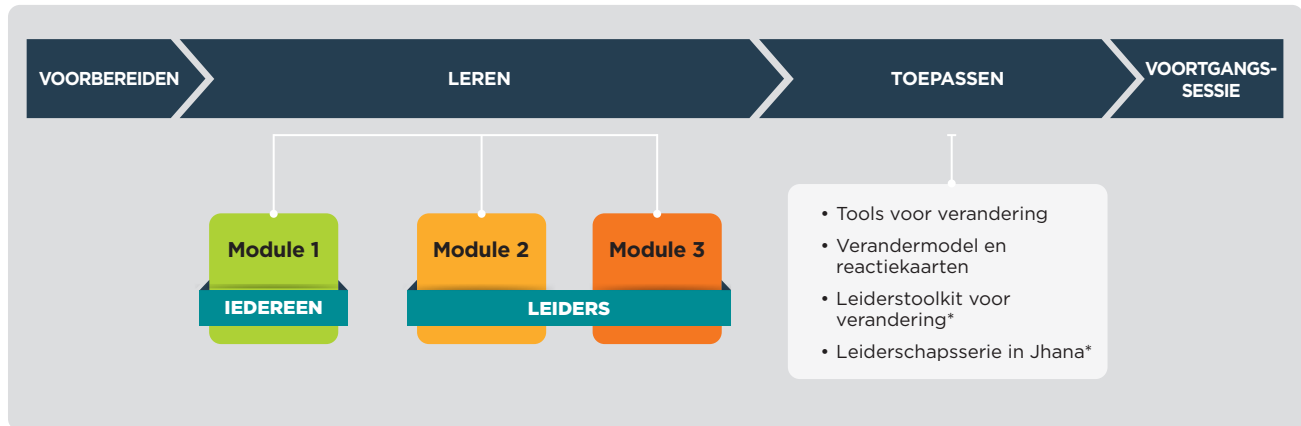 VOORBEREIDEN
LEREN
TOEPASSEN
VOORTGANGS-
SESSIE
Module 1
IEDEREEN
Module 2
Module 3
LEIDERS
• Tools voor verandering
• Verandermodel en
reactiekaarten
• Leiderstoolkit voor
verandering*
• Leiderschapsserie in Jhana*